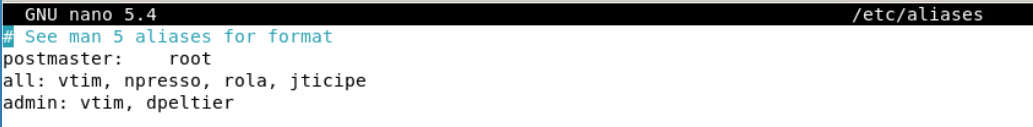 GNU nano 5.4 /etc/aliases
# See man 5 aliases for format
postmaster:    root
all: vtim, npresso, rola, jticipe
admin: vtim, dpeltier